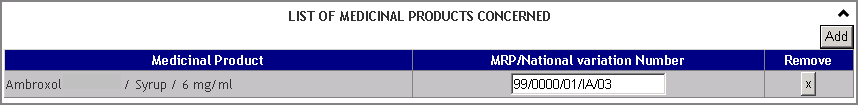 LIST OF MEDICINAL PRODUCTS CONCERNED
Add
Medicinal Product MRP/National variation Number Remove
Ambroxol / Syrup / 6 mg/ml 99/0000/01/IA/03 x